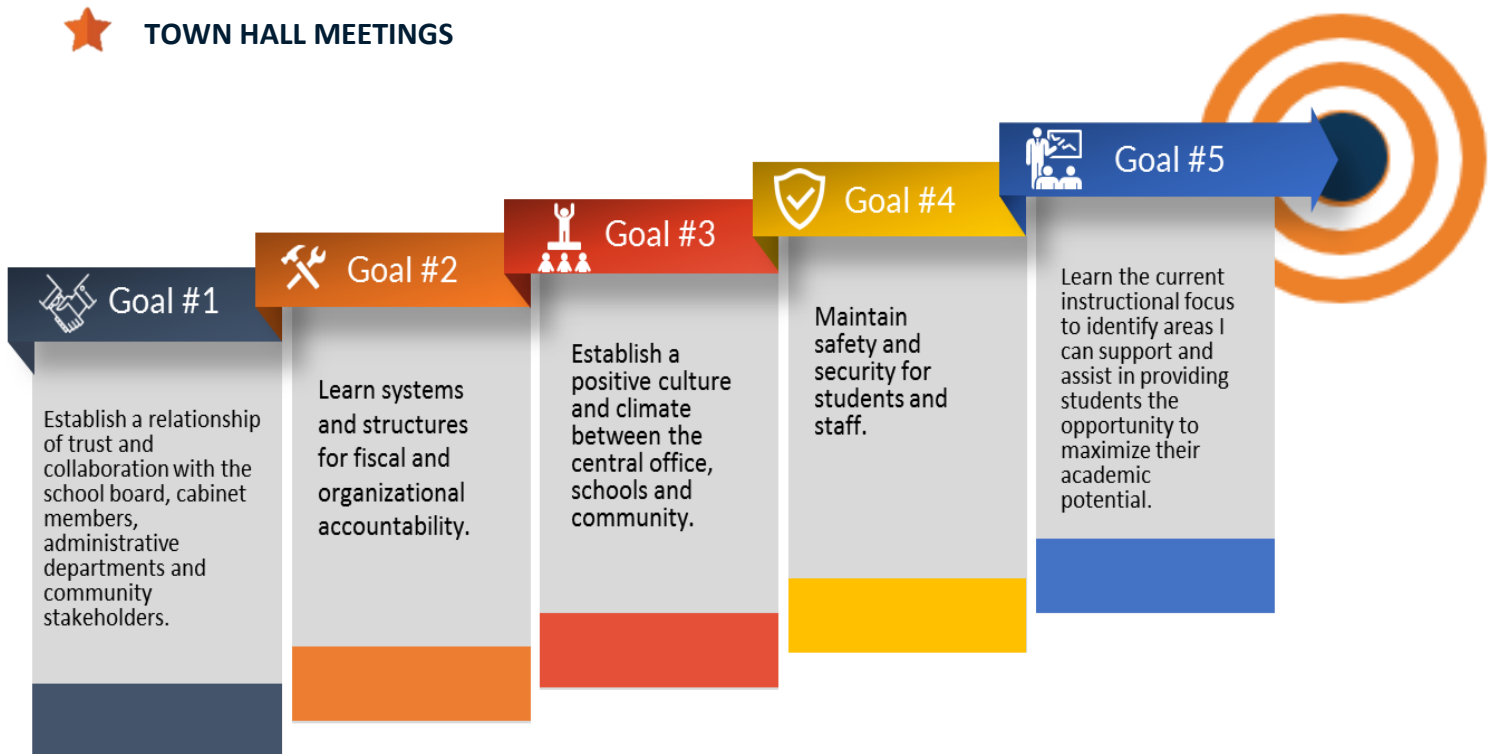 TOWN HALL MEETINGS
Goal #1
Establish a relationship
of trust and
collaboration with the
school board, cabinet
members,
administrative
departments and
community
stakeholders.
Goal #2
Learn systems
and structures
for fiscal and
organizational
accountability.
Goal #3
Establish a
positive culture
and climate
between the
central office,
schools and
community.
Goal #4
Maintain
safety and
security for
students and
staff.
Goal #5
Learn the current
instructional focus
to identify areas I
can support and
assist in providing
students the
opportunity to
maximize their
academic
potential.